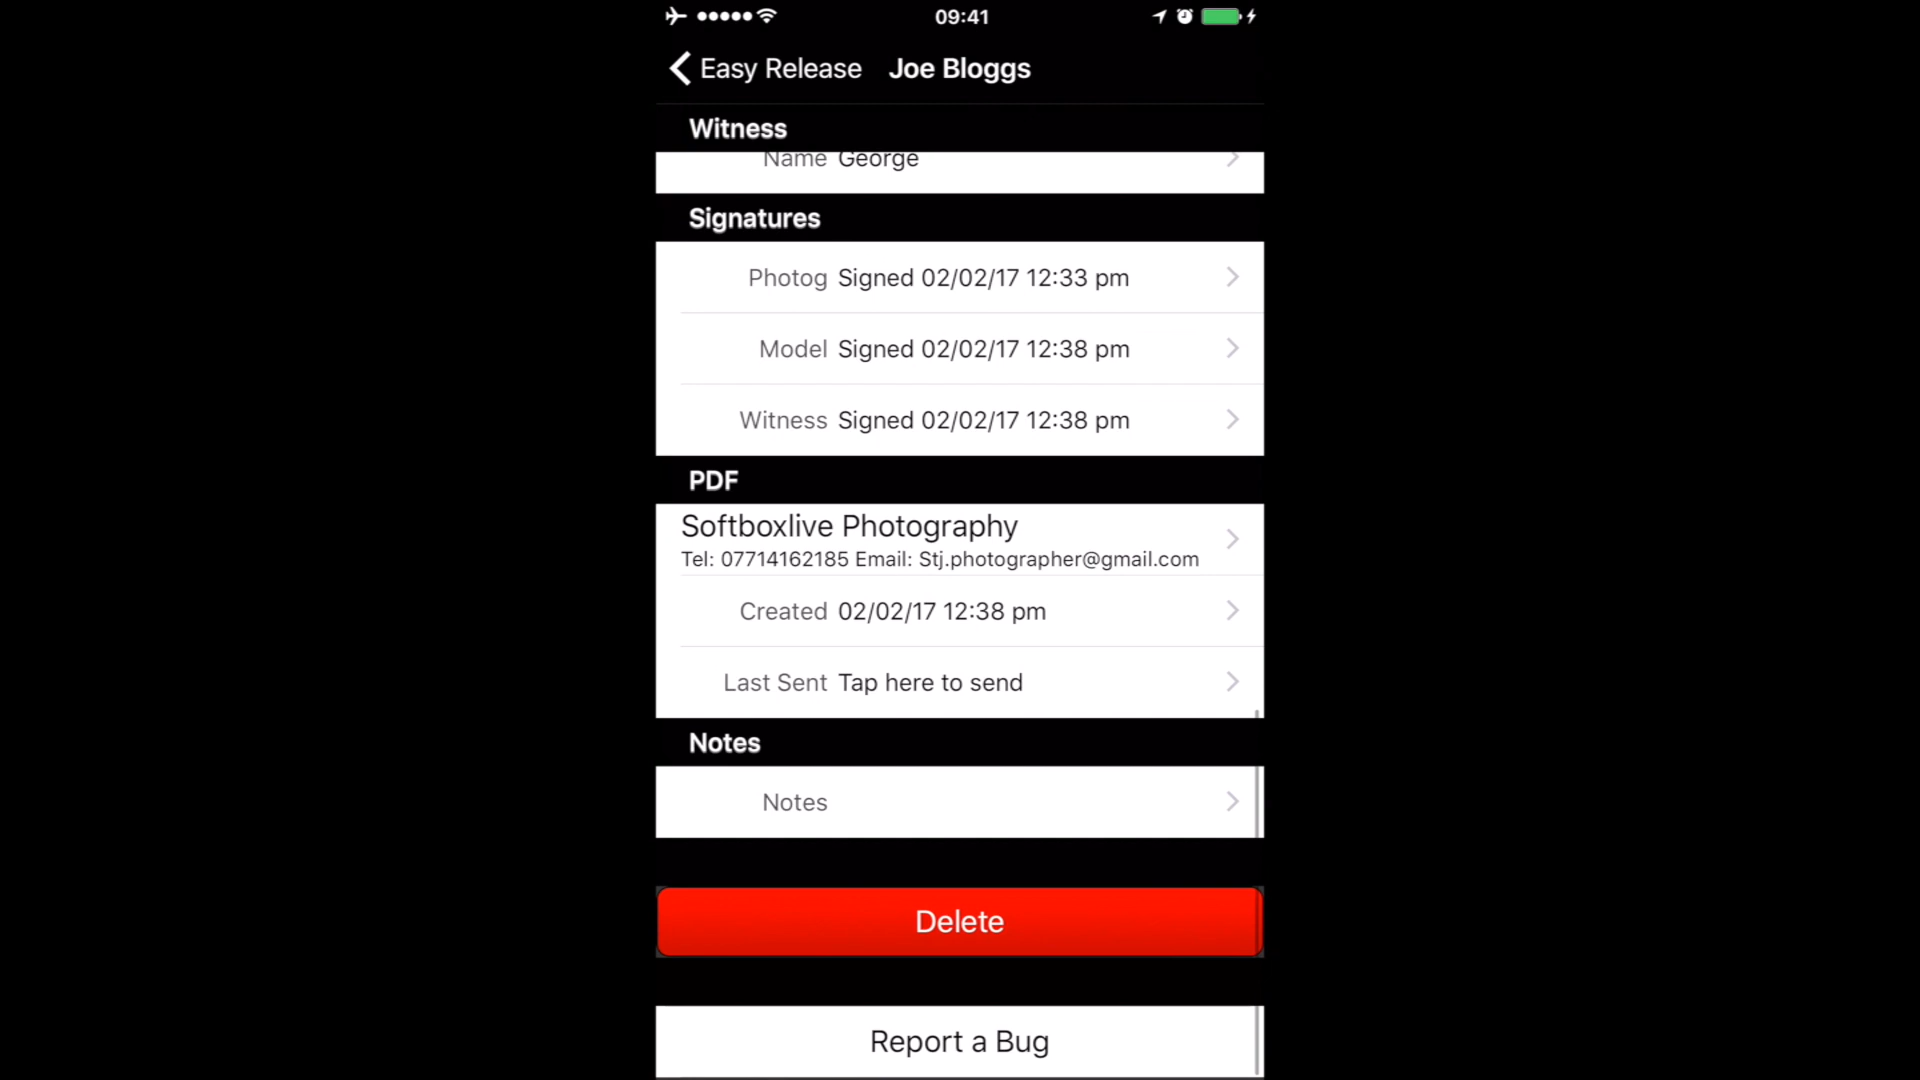 09:41
Easy Release Joe Bloggs
Witness
Name George
Signatures
Photog Signed 02/02/17 12:33 pm
Model Signed 02/02/17 12:38 pm
Witness Signed 02/02/17 12:38 pm
PDF
Softboxlive Photography
Tel: 07714162185 Email: Stj.photographer@gmail.com
Created 02/02/17 12:38 pm
Last Sent Tap here to send
Notes
Notes
Delete
Report a Bug